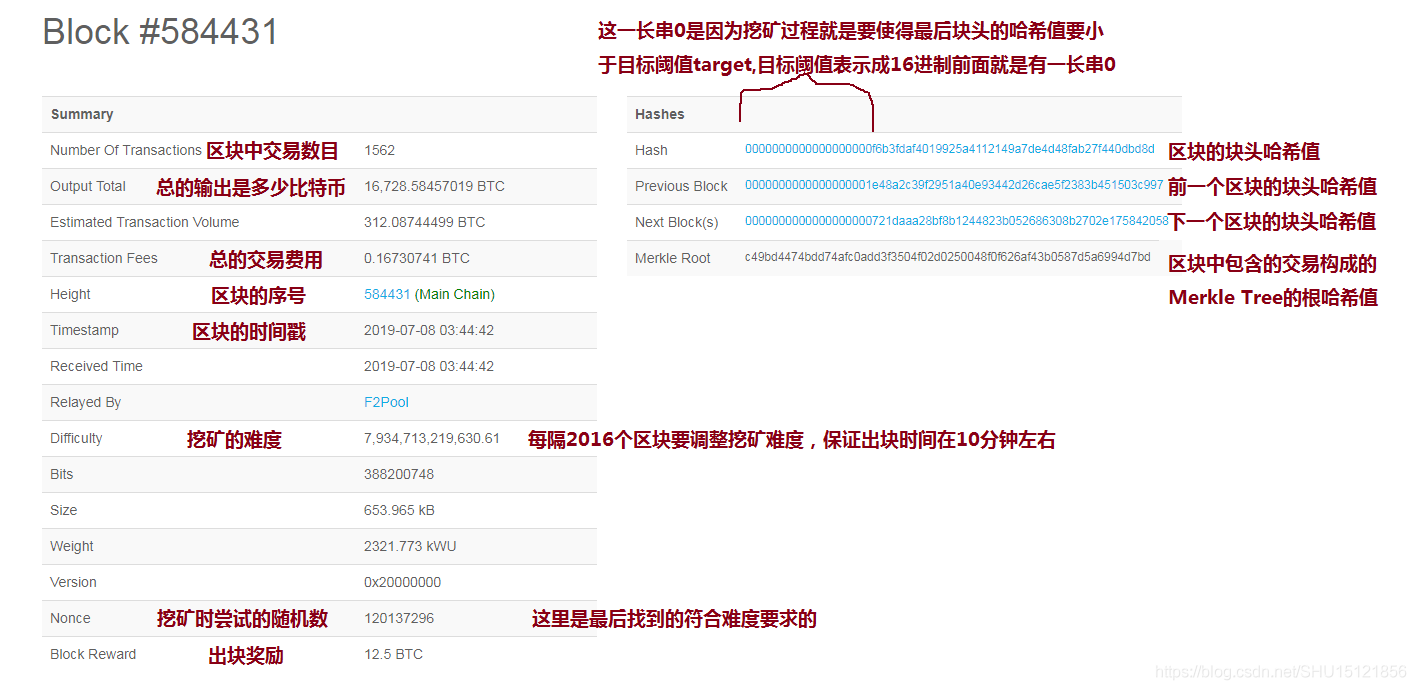 Block #584431
这一长串0是因为挖矿过程就是要使得最后块头的哈希值要小
于目标阈值target,目标阈值表示成16进制前面就是有一长串0
Summary
Number Of Transactions 区块中交易数目 1562
Output Total 总的输出是多少比特币 16,728.58457019 BTC
Estimated Transaction Volume 312.08744499 BTC
Transaction Fees 总的交易费用 0.16730741 BTC
Height 区块的序号 584431 (Main Chain)
Timestamp 区块的时间戳 2019-07-08 03:44:42
Received Time 2019-07-08 03:44:42
Relayed By F2Pool
Difficulty 挖矿的难度 7,934,713,219,630.61 每隔2016个区块要调整挖矿难度，保证出块时间在10分钟左右
Bits 388200748
Size 653.965 kB
Weight 2321.773 kWU
Version 0x20000000
Nonce 挖矿时尝试的随机数 120137296 这里是最后找到的符合难度要求的
Block Reward 出块奖励 12.5 BTC
Hashes
Hash 0000000000000000000f6b3fdaf4019925a4112149a7de4d48fab27f440dbd8d 区块的块头哈希值
Previous Block 0000000000000000001e48a2c39f2951a40e93442d26cae5f2383b451503c997 前一个区块的块头哈希值
Next Block(s) 0000000000000000000721daaa28bf8b1244823b052686308b2702e175842058 下一个区块的块头哈希值
Merkle Root c49bd4474bdd74afc0add3f3504f02d0250048f0f626af43b0587d5a6994d7bd 区块中包含的交易构成的
Merkle Tree的根哈希值
https://blog.csdn.net/SHU15121856